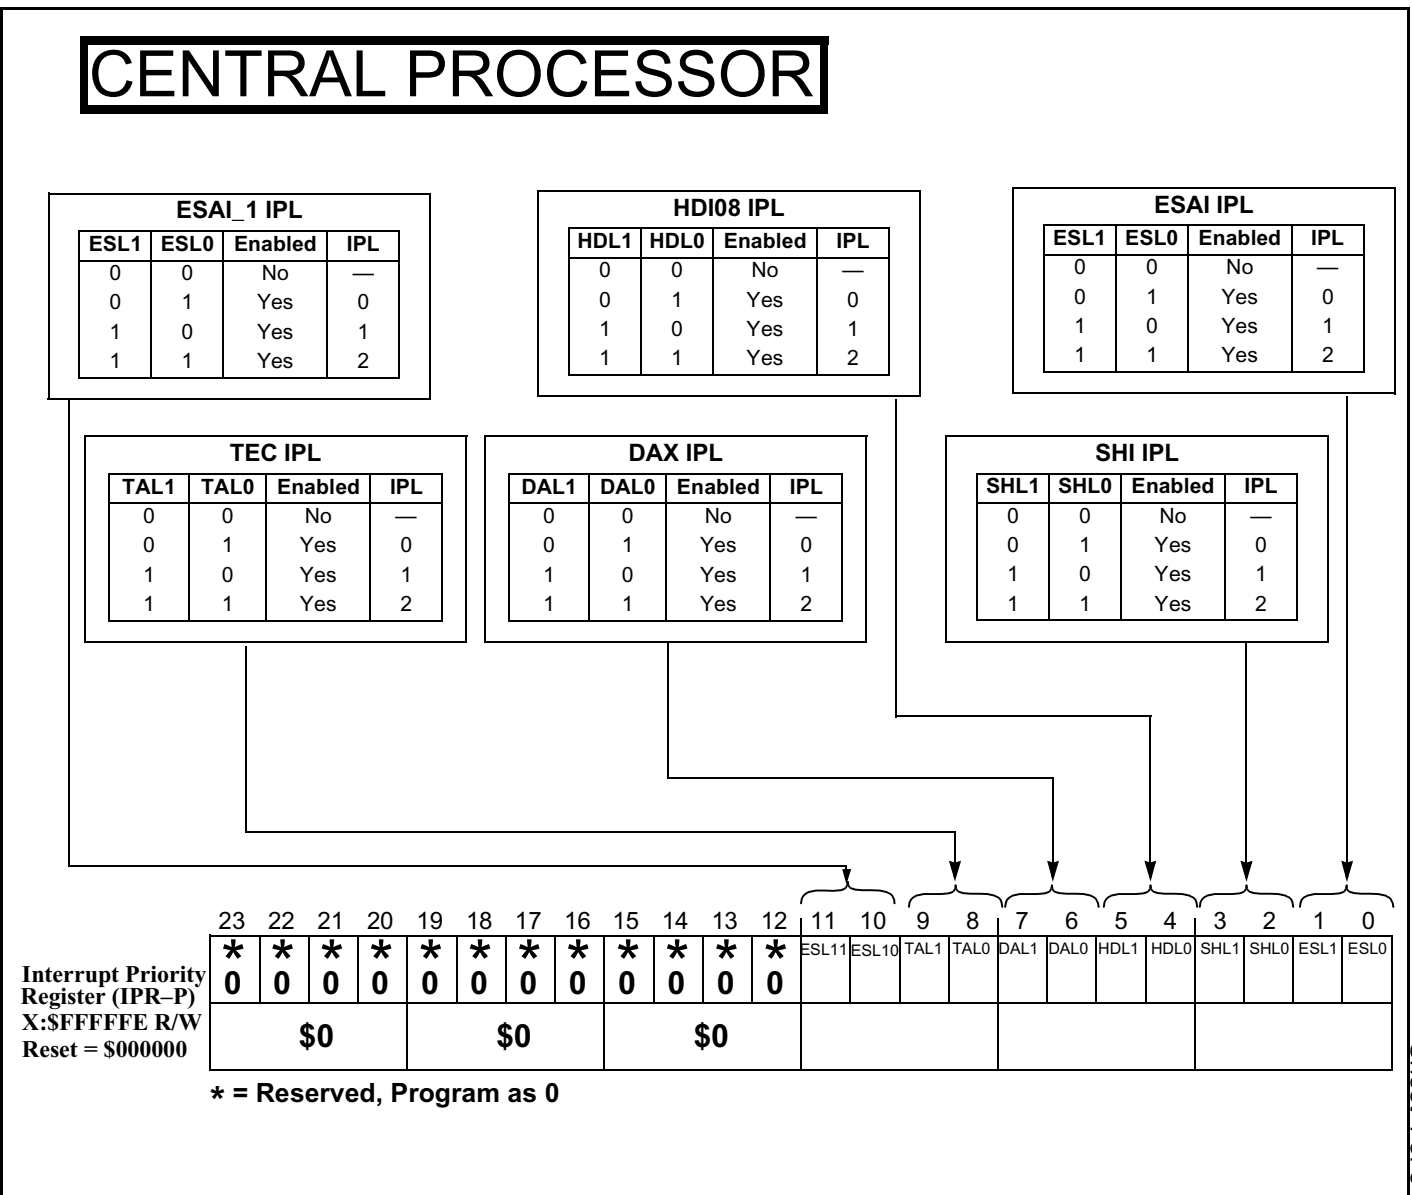 CENTRAL PROCESSOR
ESAI_1 IPL
ESL1 ESL0 Enabled IPL
0 0 No —
0 1 Yes 0
1 0 Yes 1
1 1 Yes 2
HDI08 IPL
HDL1 HDL0 Enabled IPL
0 0 No —
0 1 Yes 0
1 0 Yes 1
1 1 Yes 2
ESAI IPL
ESL1 ESL0 Enabled IPL
0 0 No —
0 1 Yes 0
1 0 Yes 1
1 1 Yes 2
TEC IPL
TAL1 TAL0 Enabled IPL
0 0 No —
0 1 Yes 0
1 0 Yes 1
1 1 Yes 2
DAX IPL
DAL1 DAL0 Enabled IPL
0 0 No —
0 1 Yes 0
1 0 Yes 1
1 1 Yes 2
SHI IPL
SHL1 SHL0 Enabled IPL
0 0 No —
0 1 Yes 0
1 0 Yes 1
1 1 Yes 2
23 22 21 20 19 18 17 16 15 14 13 12 11 10 9 8 7 6 5 4 3 2 1 0
* * * * * * * * * * * * ESL11 ESL10 TAL1 TAL0 DAL1 DAL0 HDL1 HDL0 SHL1 SHL0 ESL1 ESL0
0 0 0 0 0 0 0 0 0 0 0 0
Interrupt Priority
Register (IPR–P)
X:$FFFFFE R/W
Reset = $000000
$0 $0 $0
* = Reserved, Program as 0